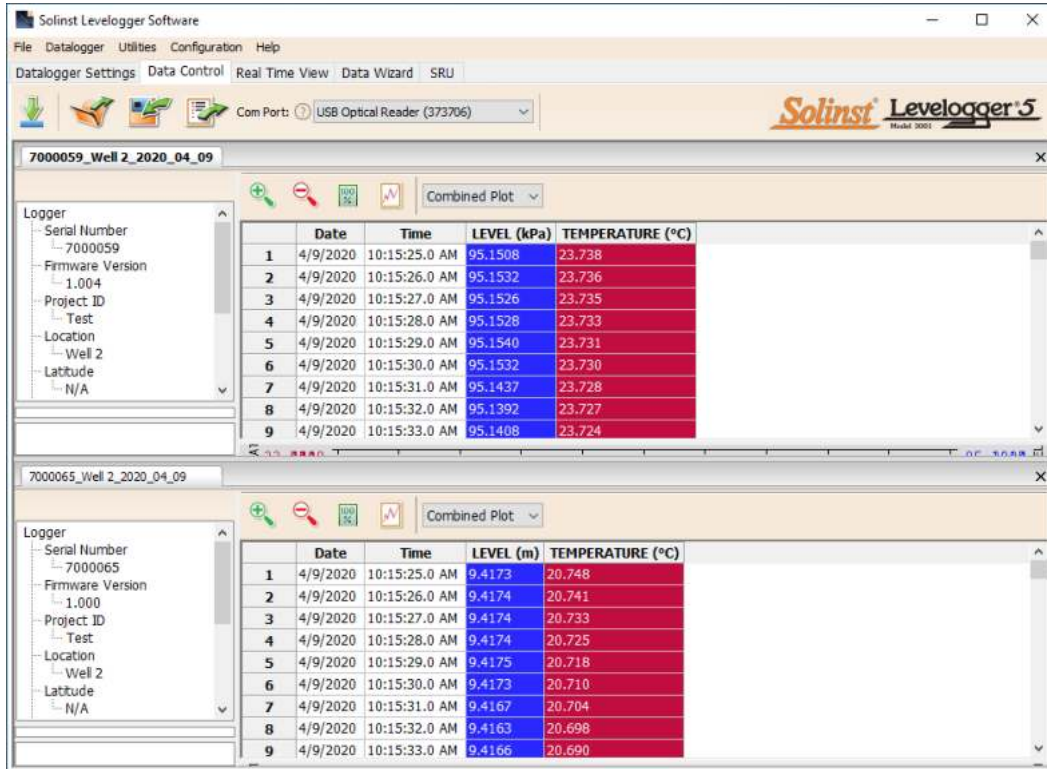 Solinst Levelogger Software
File Datalogger Utilities Configuration Help
Datalogger Settings Data Control Real Time View Data Wizard SRU
Com Port: ? USB Optical Reader (373706)
Solinst Levelogger 5
Model 3001
7000059_Well 2_2020_04_09
100 % Combined Plot
Logger
Serial Number
7000059
Firmware Version
1.004
Project ID
Test
Location
Well 2
Latitude
N/A
Date Time LEVEL (kPa) TEMPERATURE (°C)
1 4/9/2020 10:15:25.0 AM 95.1508 23.738
2 4/9/2020 10:15:26.0 AM 95.1532 23.736
3 4/9/2020 10:15:27.0 AM 95.1526 23.735
4 4/9/2020 10:15:28.0 AM 95.1528 23.733
5 4/9/2020 10:15:29.0 AM 95.1540 23.731
6 4/9/2020 10:15:30.0 AM 95.1532 23.730
7 4/9/2020 10:15:31.0 AM 95.1437 23.728
8 4/9/2020 10:15:32.0 AM 95.1392 23.727
9 4/9/2020 10:15:33.0 AM 95.1408 23.724
7000065_Well 2_2020_04_09
100 % Combined Plot
Logger
Serial Number
7000065
Firmware Version
1.000
Project ID
Test
Location
Well 2
Latitude
N/A
Date Time LEVEL (m) TEMPERATURE (°C)
1 4/9/2020 10:15:25.0 AM 9.4173 20.748
2 4/9/2020 10:15:26.0 AM 9.4174 20.741
3 4/9/2020 10:15:27.0 AM 9.4174 20.733
4 4/9/2020 10:15:28.0 AM 9.4174 20.725
5 4/9/2020 10:15:29.0 AM 9.4175 20.718
6 4/9/2020 10:15:30.0 AM 9.4173 20.710
7 4/9/2020 10:15:31.0 AM 9.4167 20.704
8 4/9/2020 10:15:32.0 AM 9.4163 20.698
9 4/9/2020 10:15:33.0 AM 9.4166 20.690